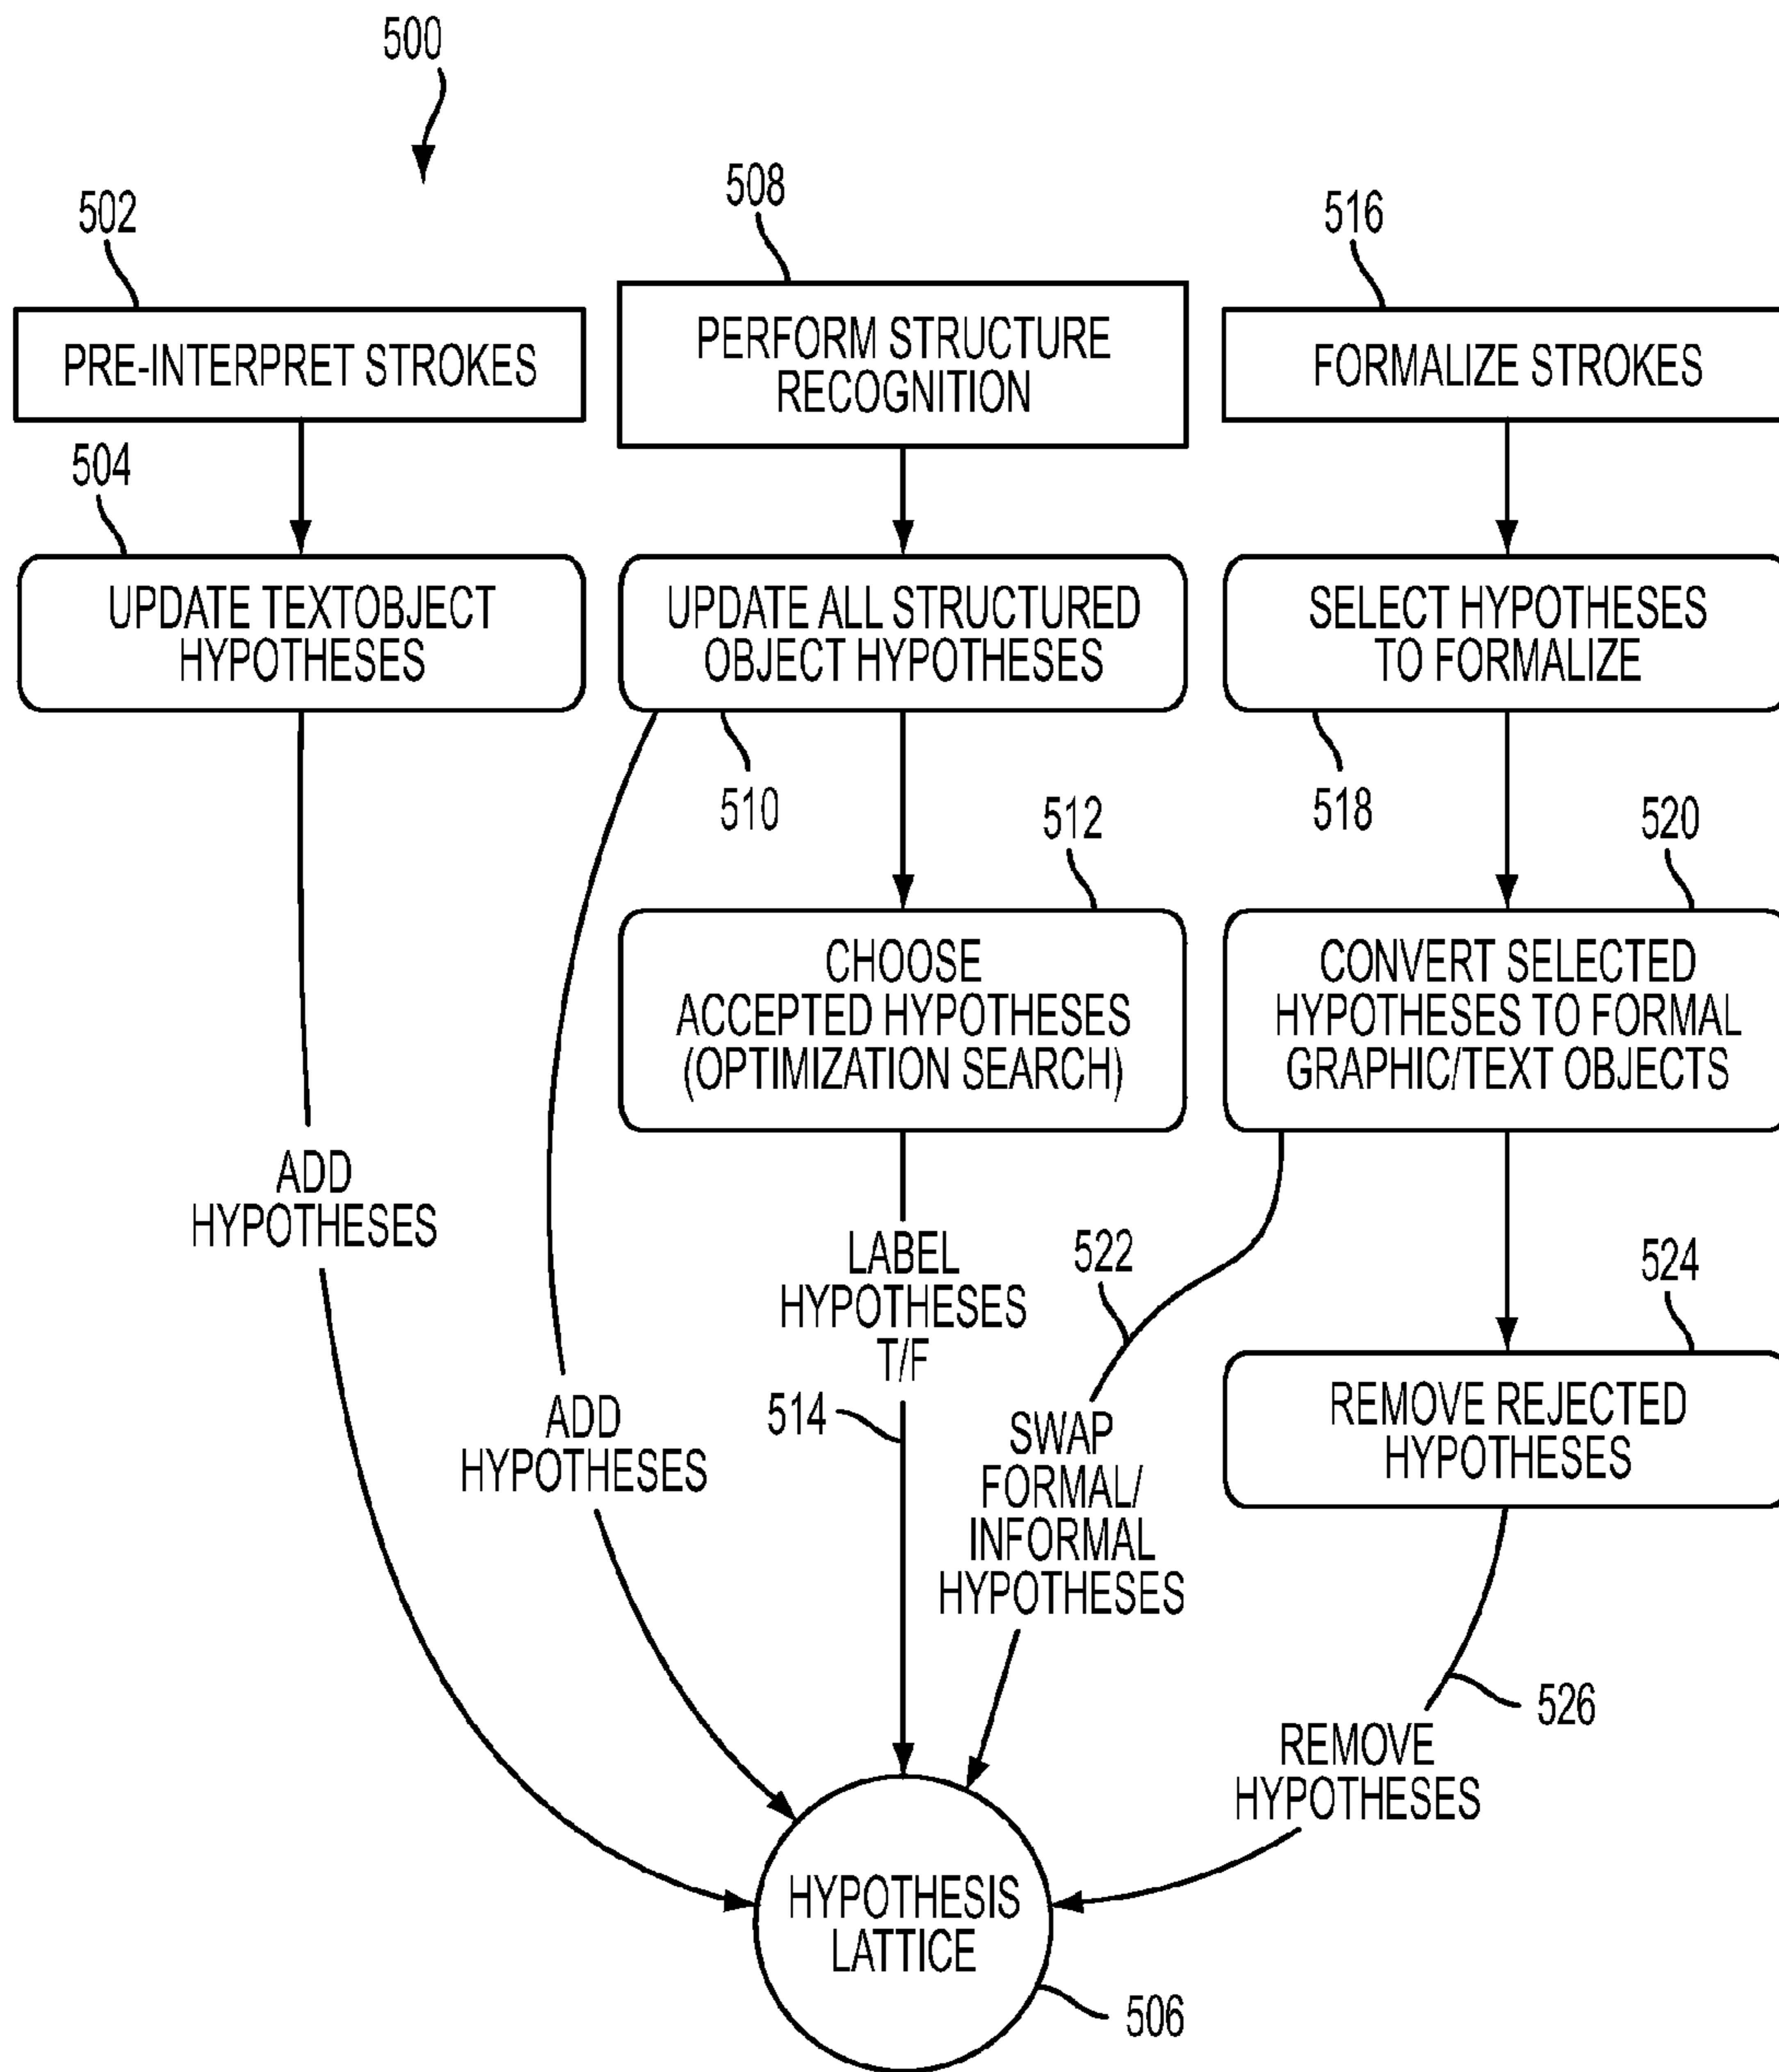 500
502
508
516
PRE-INTERPRET STROKES
PERFORM STRUCTURE
RECOGNITION
FORMALIZE STROKES
504
UPDATE TEXTOBJECT
HYPOTHESES
UPDATE ALL STRUCTURED
OBJECT HYPOTHESES
SELECT HYPOTHESES
TO FORMALIZE
510
512
518
520
CHOOSE
ACCEPTED HYPOTHESES
(OPTIMIZATION SEARCH)
CONVERT SELECTED
HYPOTHESES TO FORMAL
GRAPHIC/TEXT OBJECTS
ADD
HYPOTHESES
LABEL
HYPOTHESES
T/F
522
524
514
ADD
HYPOTHESES
SWAP
FORMAL/
INFORMAL
HYPOTHESES
REMOVE REJECTED
HYPOTHESES
526
REMOVE
HYPOTHESES
HYPOTHESIS
LATTICE
506